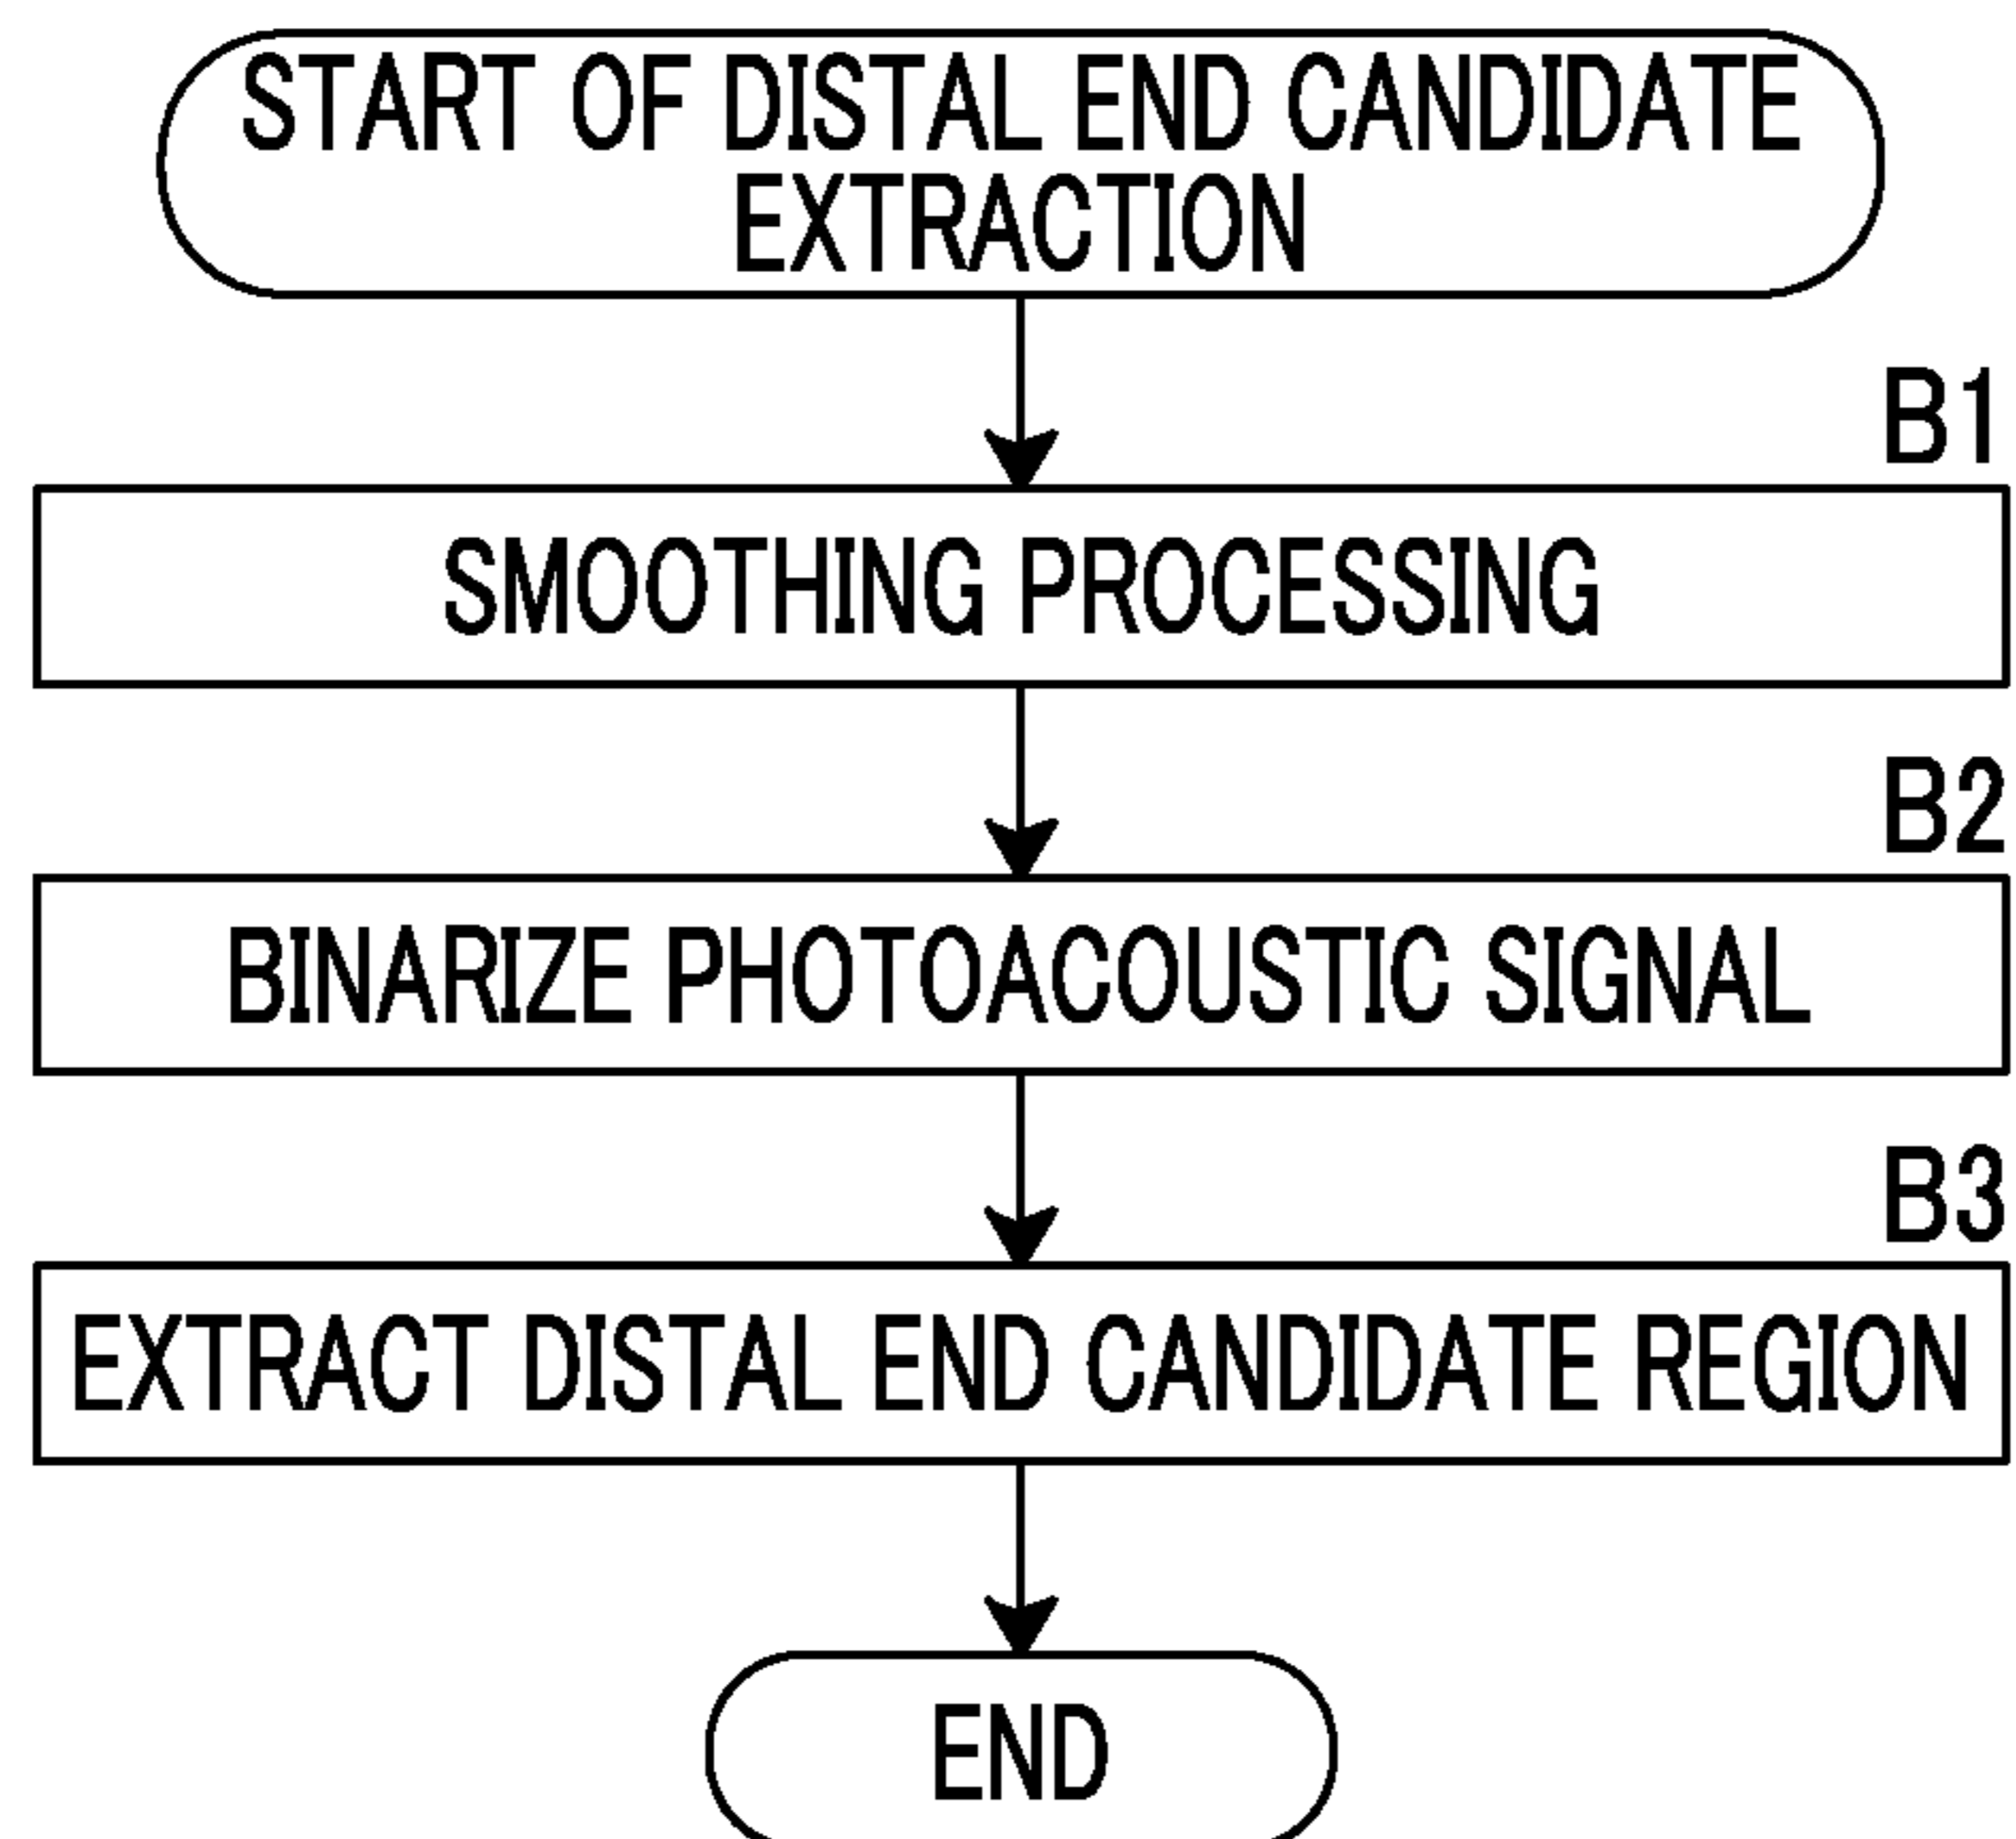 START OF DISTAL END CANDIDATE
EXTRACTION
B1
SMOOTHING PROCESSING
B2
BINARIZE PHOTOACOUSTIC SIGNAL
B3
EXTRACT DISTAL END CANDIDATE REGION
END